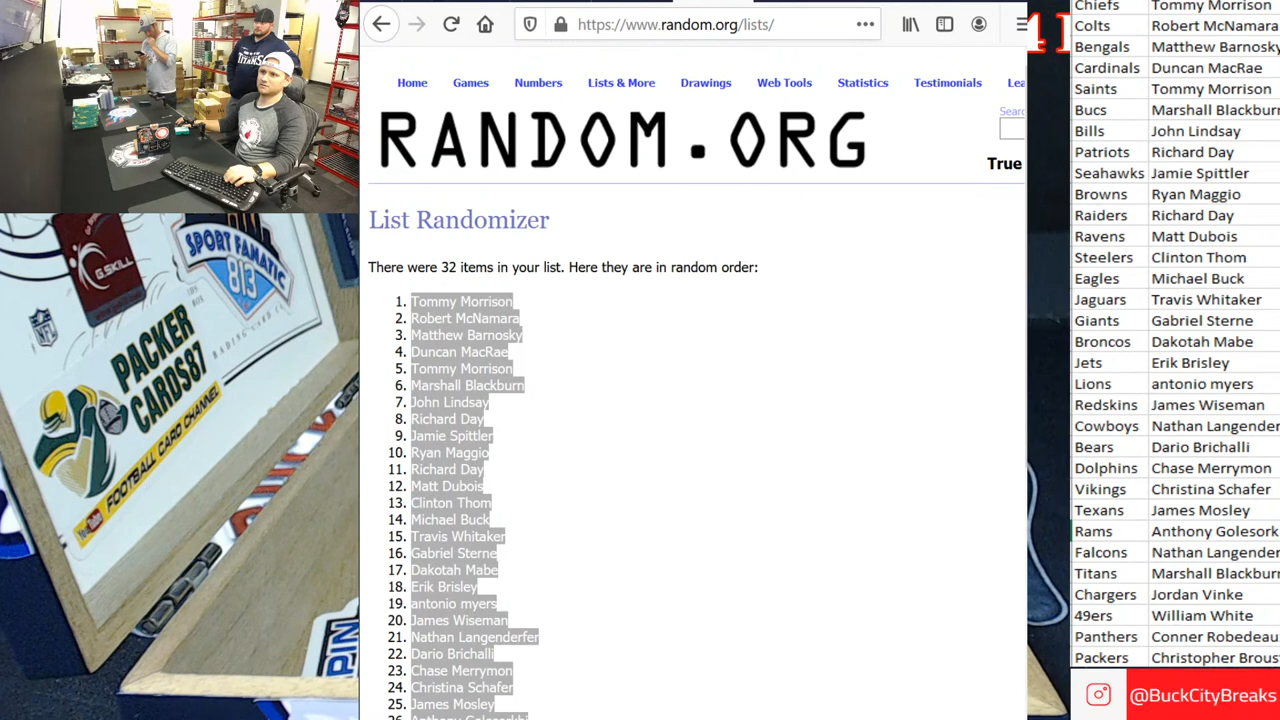 TITANS
G.SKILL
NFL
SPORT FANATIC
813
TRADING CARD CO.
PACKER
CARDS87
FOOTBALL CARD CHANNEL
YouTube
https://www.random.org/lists/
Home Games Numbers Lists & More Drawings Web Tools Statistics Testimonials Lea
Searc
RANDOM.ORG
True
List Randomizer
There were 32 items in your list. Here they are in random order:
1. Tommy Morrison
2. Robert McNamara
3. Matthew Barnosky
4. Duncan MacRae
5. Tommy Morrison
6. Marshall Blackburn
7. John Lindsay
8. Richard Day
9. Jamie Spittler
10. Ryan Maggio
11. Richard Day
12. Matt Dubois
13. Clinton Thom
14. Michael Buck
15. Travis Whitaker
16. Gabriel Sterne
17. Dakotah Mabe
18. Erik Brisley
19. antonio myers
20. James Wiseman
21. Nathan Langenderfer
22. Dario Brichalli
23. Chase Merrymon
24. Christina Schafer
25. James Mosley
Chiefs Tommy Morrison
Colts Robert McNamara
Bengals Matthew Barnosky
Cardinals Duncan MacRae
Saints Tommy Morrison
Bucs Marshall Blackburn
Bills John Lindsay
Patriots Richard Day
Seahawks Jamie Spittler
Browns Ryan Maggio
Raiders Richard Day
Ravens Matt Dubois
Steelers Clinton Thom
Eagles Michael Buck
Jaguars Travis Whitaker
Giants Gabriel Sterne
Broncos Dakotah Mabe
Jets Erik Brisley
Lions antonio myers
Redskins James Wiseman
Cowboys Nathan Langender
Bears Dario Brichalli
Dolphins Chase Merrymon
Vikings Christina Schafer
Texans James Mosley
Rams Anthony Golesork
Falcons Nathan Langender
Titans Marshall Blackburn
Chargers Jordan Vinke
49ers William White
Panthers Conner Robedeau
Packers Christopher Brous
@BuckCityBreaks